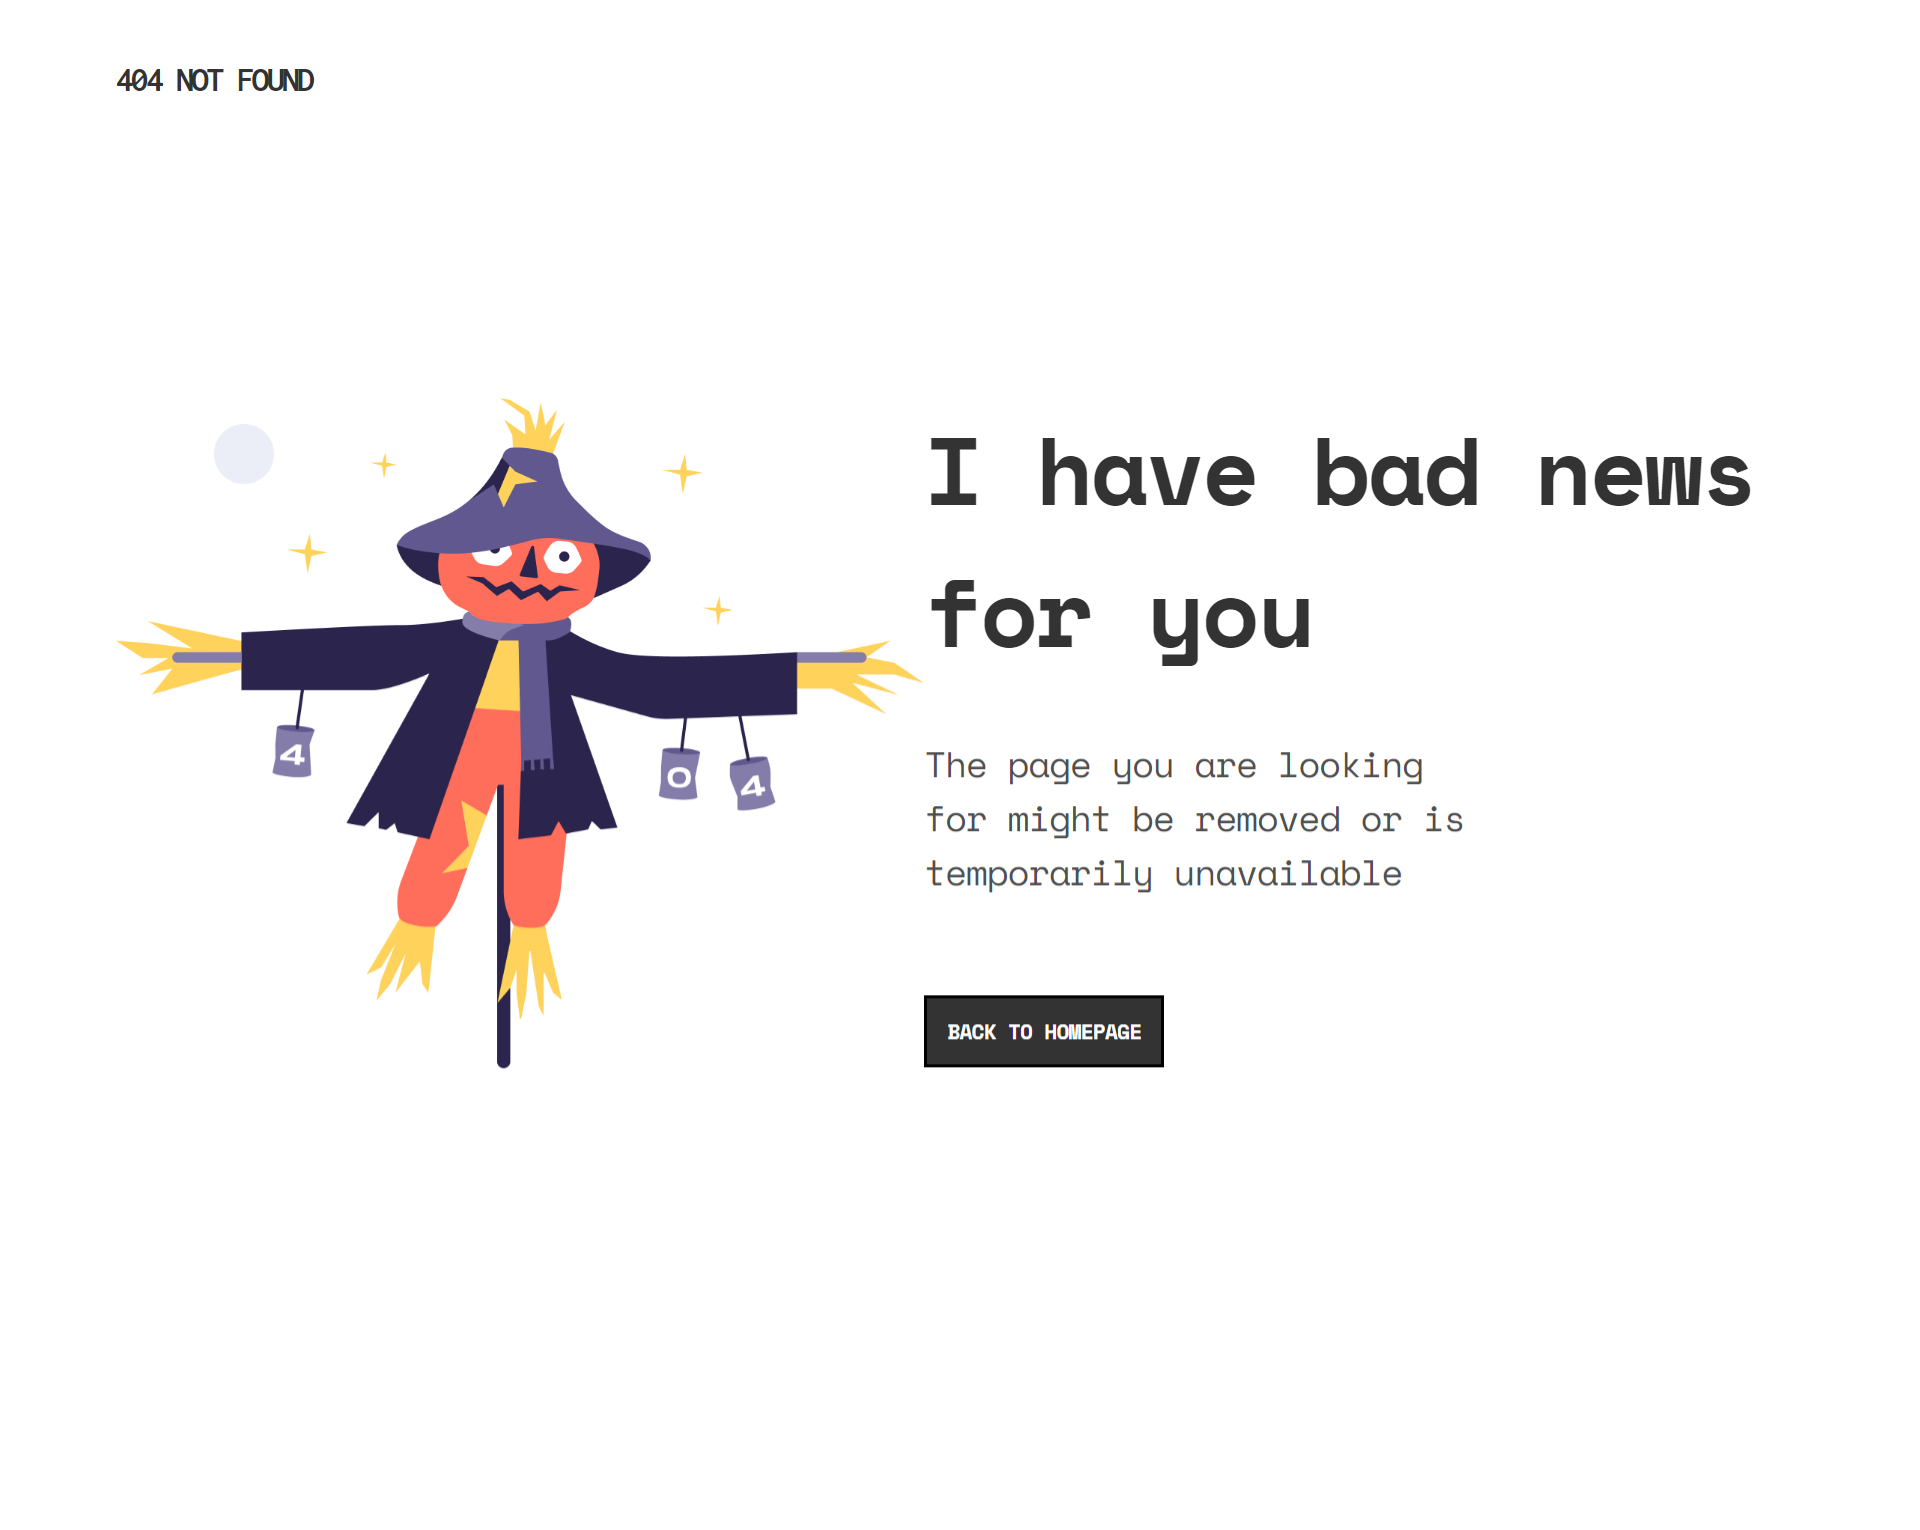 404 NOT FOUND
I have bad news
for you
4
0
4
The page you are looking
for might be removed or is
temporarily unavailable
BACK TO HOMEPAGE